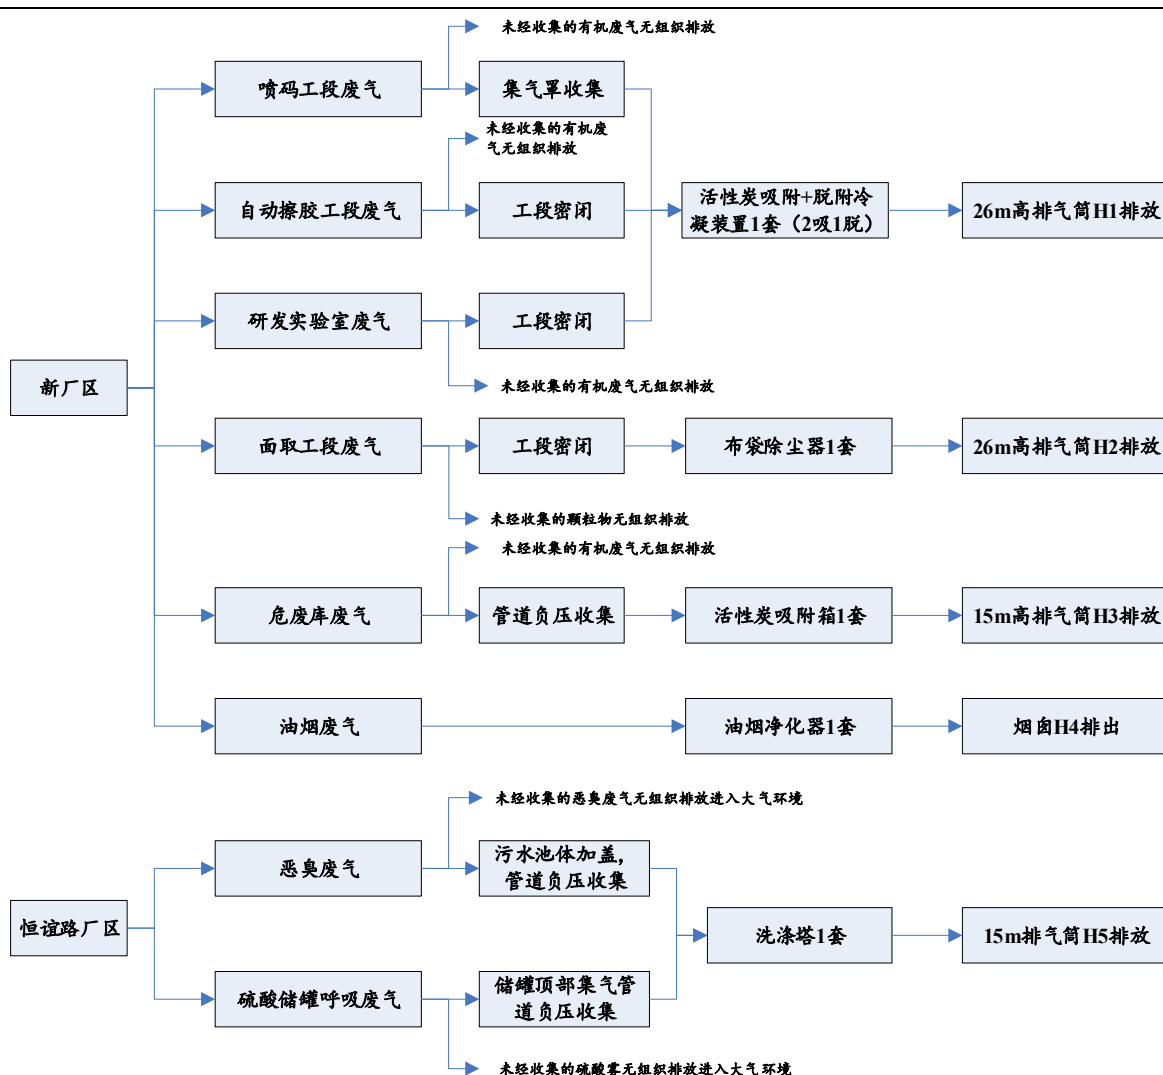 未经收集的有机废气无组织排放
喷码工段废气
集气罩收集
未经收集的有机废
气无组织排放
自动擦胶工段废气
工段密闭
活性炭吸附+脱附冷
凝装置1套（2吸1脱）
26m高排气筒H1排放
研发实验室废气
工段密闭
新厂区
未经收集的有机废气无组织排放
面取工段废气
工段密闭
布袋除尘器1套
26m高排气筒H2排放
未经收集的颗粒物无组织排放
未经收集的有机废气无组织排放
危废库废气
管道负压收集
活性炭吸附箱1套
15m高排气筒H3排放
油烟废气
油烟净化器1套
烟囱H4排出
未经收集的恶臭废气无组织排放进入大气环境
恶臭废气
污水池体加盖,
管道负压收集
恒谊路厂区
洗涤塔1套
15m排气筒H5排放
硫酸储罐呼吸废气
储罐顶部集气管
道负压收集
未经收集的硫酸雾无组织排放进入大气环境